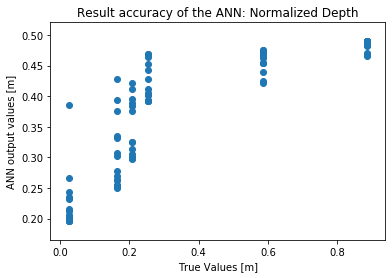 Result accuracy of the ANN: Normalized Depth
ANN output values [m]
0.50
0.45
0.40
0.35
0.30
0.25
0.20
0.0 0.2 0.4 0.6 0.8
True Values [m]